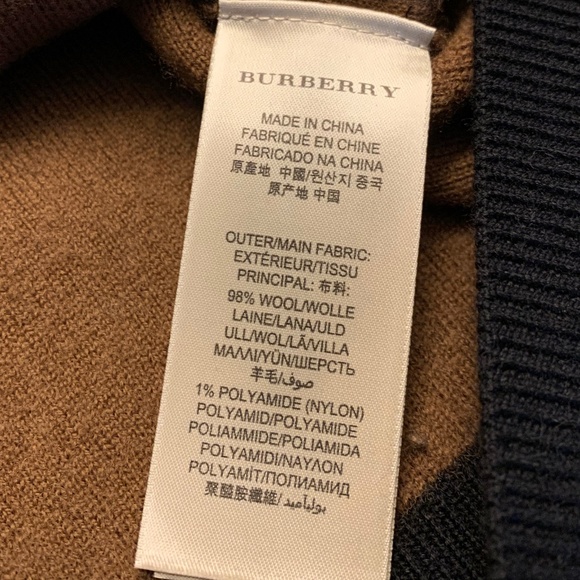 BURBERRY
MADE IN CHINA
FABRIQUÉ EN CHINE
FABRICADO NA CHINA
原產地 中國/원산지 중국
原产地 中国
OUTER/MAIN FABRIC:
EXTÉRIEUR/TISSU
PRINCIPAL: 布料:
98% WOOL/WOLLE
LAINE/LANA/ULD
ULL/WOL/LÃ/VILLA
ΜΑΛΛΙ/YÜN/ШЕРСТЬ
羊毛/صوف
1% POLYAMIDE (NYLON)
POLYAMID/POLYAMIDE
POLIAMMIDE/POLIAMIDA
POLYAMIDI/ΝΑΥΛΟΝ
POLYAMİT/ПОЛИАМИД
聚醯胺纖維/بولياميد